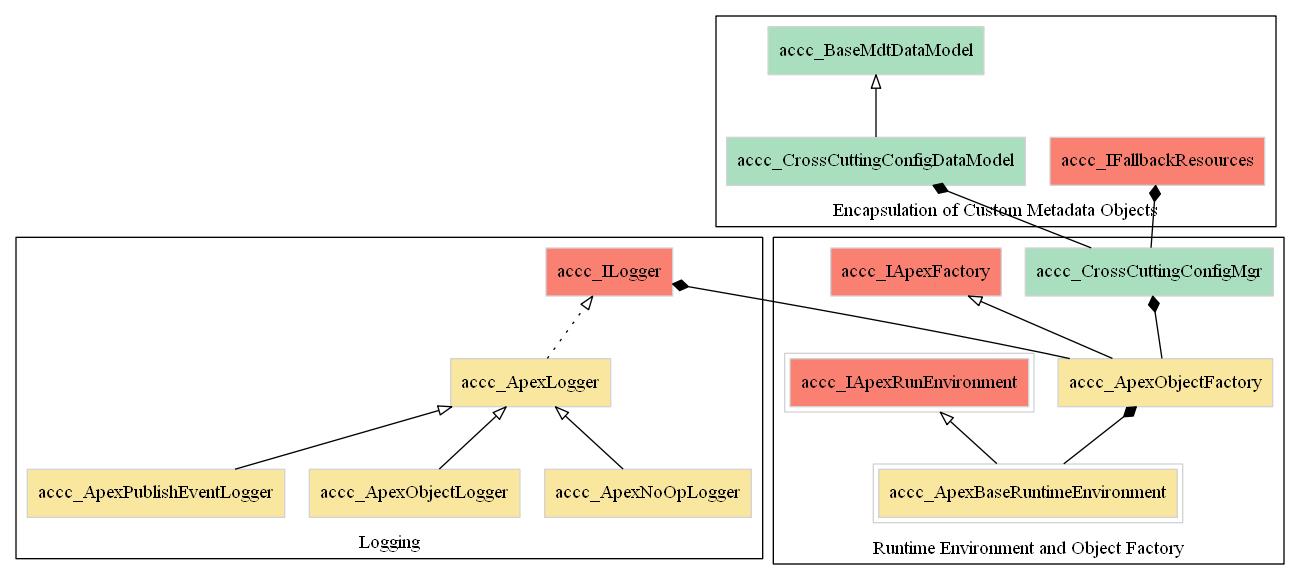 accc_BaseMdtDataModel
accc_CrossCuttingConfigDataModel
accc_IFallbackResources
Encapsulation of Custom Metadata Objects
accc_ILogger
accc_IApexFactory
accc_CrossCuttingConfigMgr
accc_ApexLogger
accc_IApexRunEnvironment
accc_ApexObjectFactory
accc_ApexPublishEventLogger
accc_ApexObjectLogger
accc_ApexNoOpLogger
accc_ApexBaseRuntimeEnvironment
Logging
Runtime Environment and Object Factory